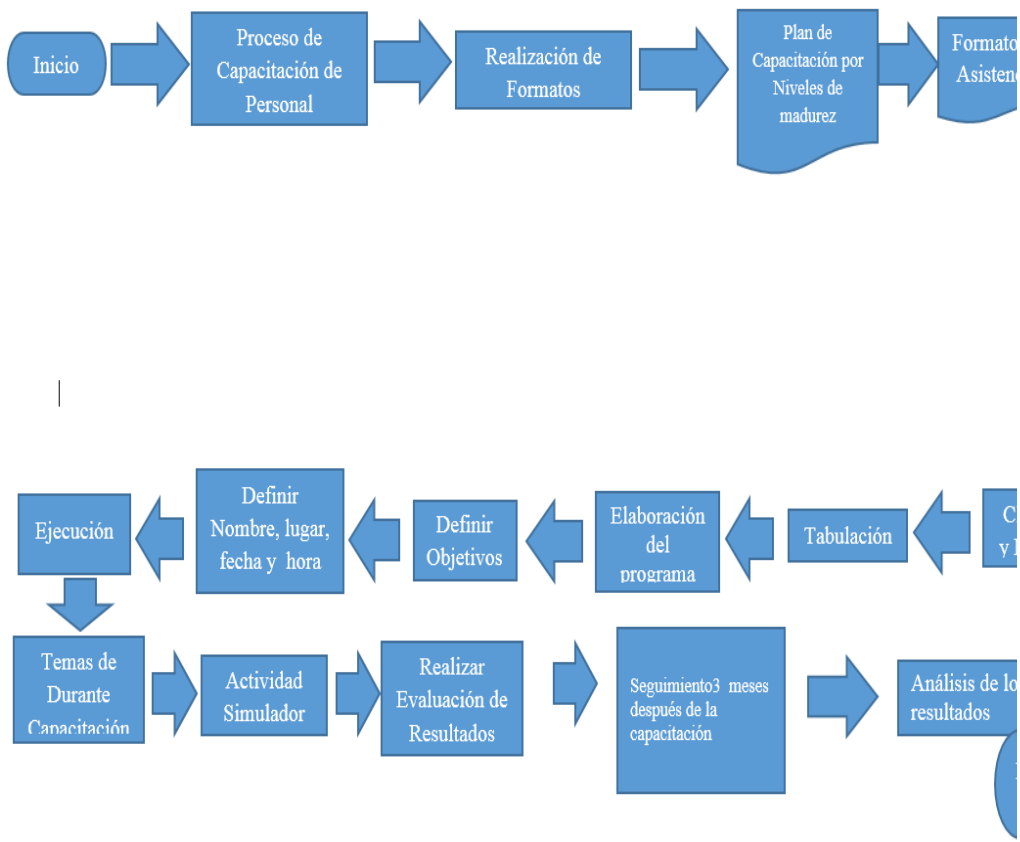 Inicio
Proceso de
Capacitación de
Personal
Realización de
Formatos
Plan de
Capacitación por
Niveles de
madurez
Formato
Ejecución
Definir
Nombre, lugar,
fecha y hora
Definir
Objetivos
Elaboración
del
programa
Tabulación
y
Temas de
Durante
Capacitación
Actividad
Simulador
Realizar
Evaluación de
Resultados
Seguimiento3 meses
después de la
capacitación
Análisis de
resultados